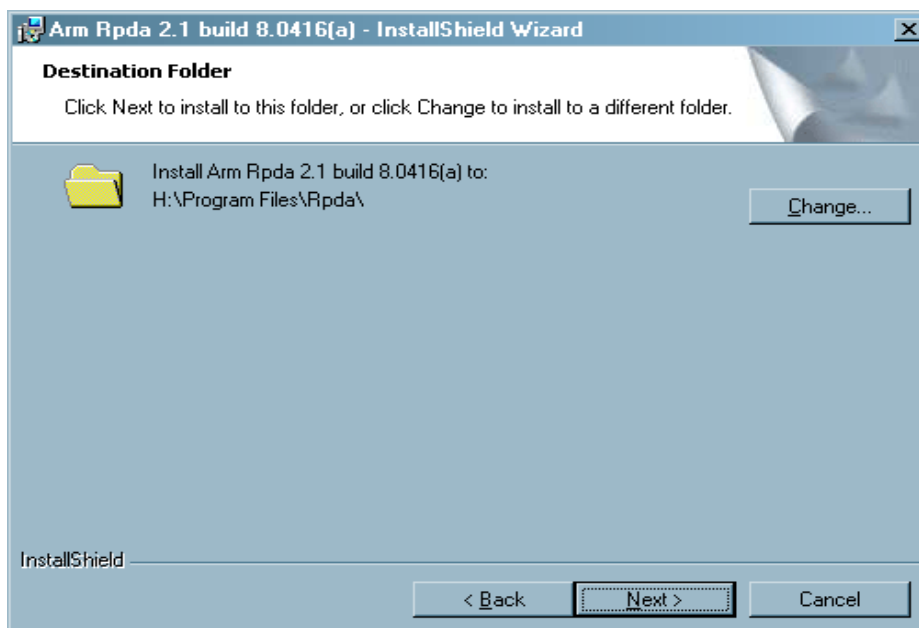 Arm Rpda 2.1 build 8.0416(a) - InstallShield Wizard
Destination Folder
Click Next to install to this folder, or click Change to install to a different folder.
Install Arm Rpda 2.1 build 8.0416(a) to:
H:\Program Files\Rpda\
Change...
InstallShield
< Back
Next >
Cancel